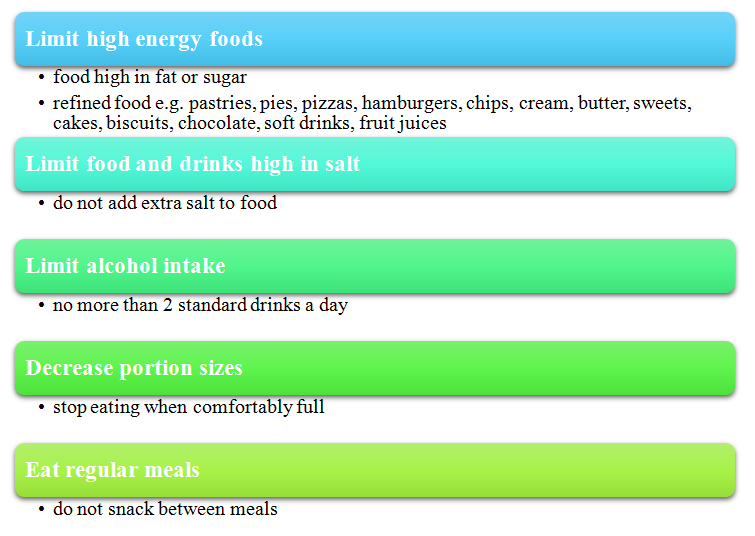 Limit high energy foods
• food high in fat or sugar
• refined food e.g. pastries, pies, pizzas, hamburgers, chips, cream, butter, sweets,
cakes, biscuits, chocolate, soft drinks, fruit juices
Limit food and drinks high in salt
• do not add extra salt to food
Limit alcohol intake
• no more than 2 standard drinks a day
Decrease portion sizes
• stop eating when comfortably full
Eat regular meals
• do not snack between meals